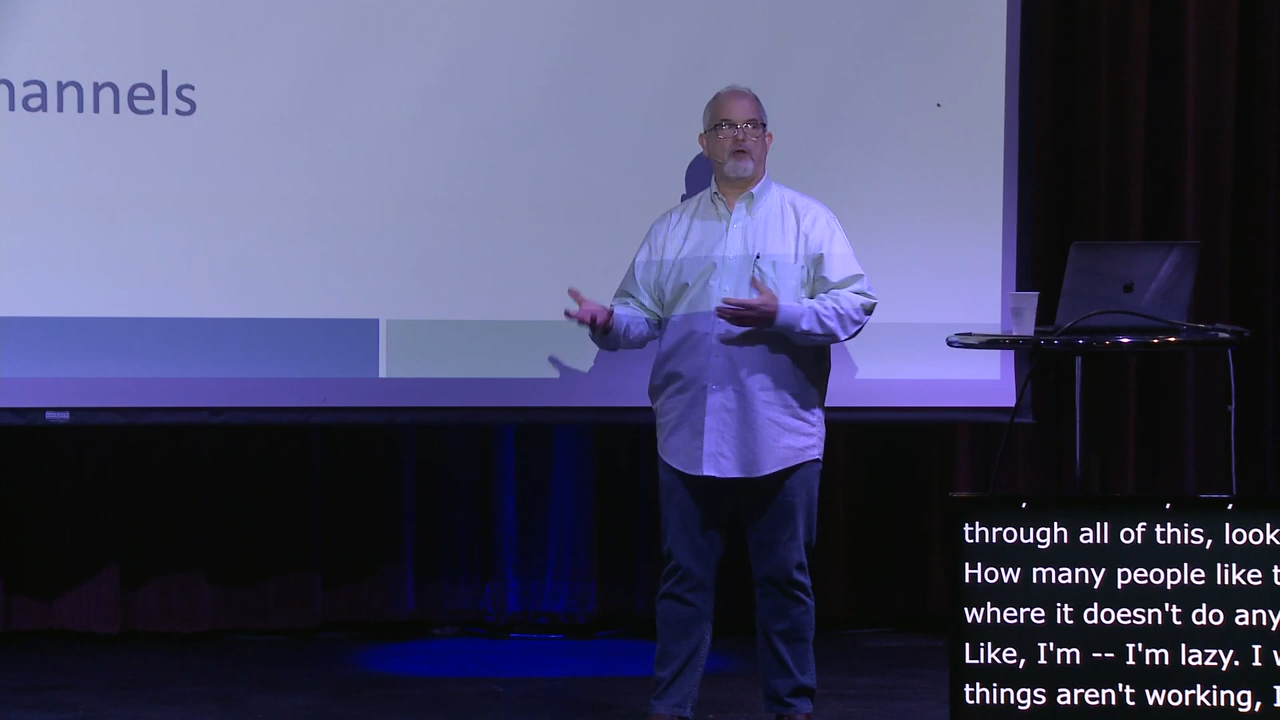 hannels
through all of this, look
How many people like t
where it doesn't do any
Like, I'm -- I'm lazy. I w
things aren't working, I